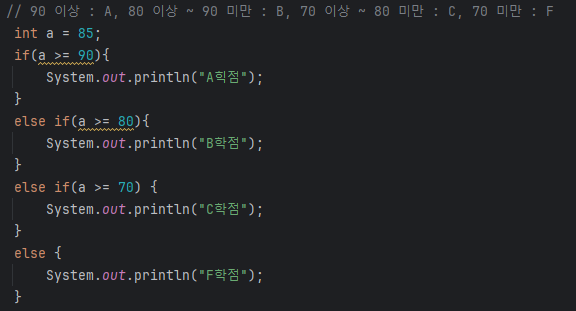 // 90 이상 : A, 80 이상 ~ 90 미만 : B, 70 이상 ~ 80 미만 : C, 70 미만 : F
int a = 85;
if(a >= 90){
    System.out.println("A힉점");
}
else if(a >= 80){
    System.out.println("B학점");
}
else if(a >= 70) {
    System.out.println("C학점");
}
else {
    System.out.println("F학점");
}